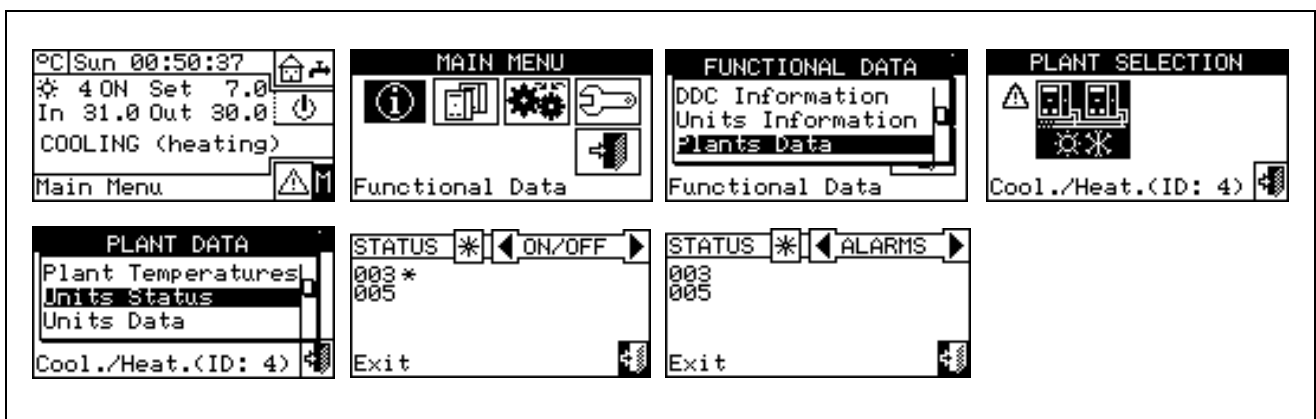 °C Sun 00:50:37
4 ON Set 7.0
In 31.0 Out 30.0
COOLING (heating)
Main Menu M
MAIN MENU
Functional Data
FUNCTIONAL DATA
DDC Information
Units Information
Plants Data
Functional Data
PLANT SELECTION
Cool./Heat.(ID: 4)
PLANT DATA
Plant Temperatures
Units Status
Units Data
Cool./Heat.(ID: 4)
STATUS ON/OFF
003 *
005
Exit
STATUS ALARMS
003
005
Exit